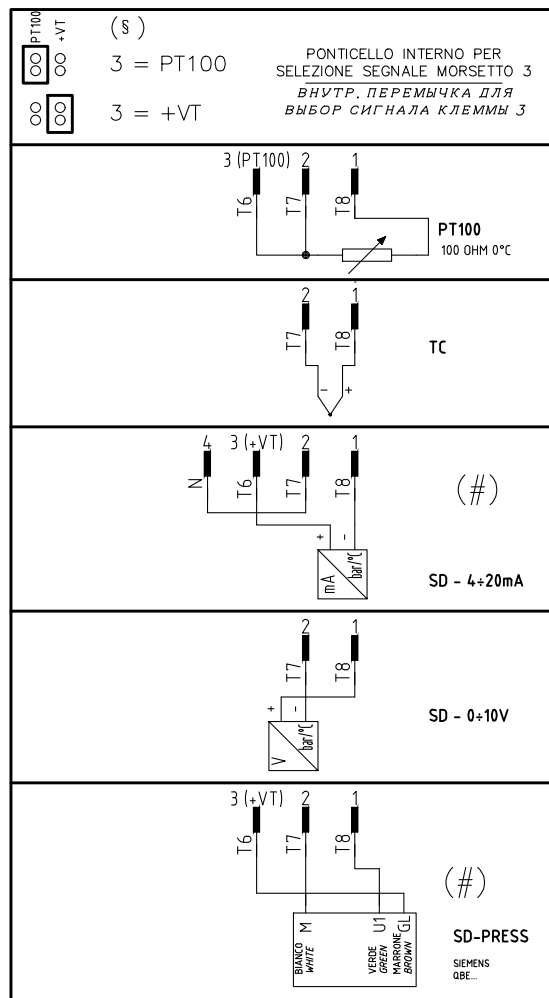 PT100
+VT
(§)
3 = PT100
3 = +VT
PONTICELLO INTERNO PER
SELEZIONE SEGNALE MORSETTO 3
ВНУТР. ПЕРЕМЫЧКА ДЛЯ
ВЫБОР СИГНАЛА КЛЕММЫ 3
3 (PT100) 2 1
T6 T7 T8
PT100
100 OHM 0°C
2 1
T7 T8
TC
- +
4 3 (+VT) 2 1
N T6 T7 T8
(#)
+ -
mA bar/°C
SD - 4÷20mA
2 1
T7 T8
+ -
V bar/°C
SD - 0÷10V
3 (+VT) 2 1
T6 T7 T8
(#)
M U1 GL
BIANCO
WHITE
VERDE
GREEN
MARRONE
BROWN
SD-PRESS
SIEMENS
QBE...